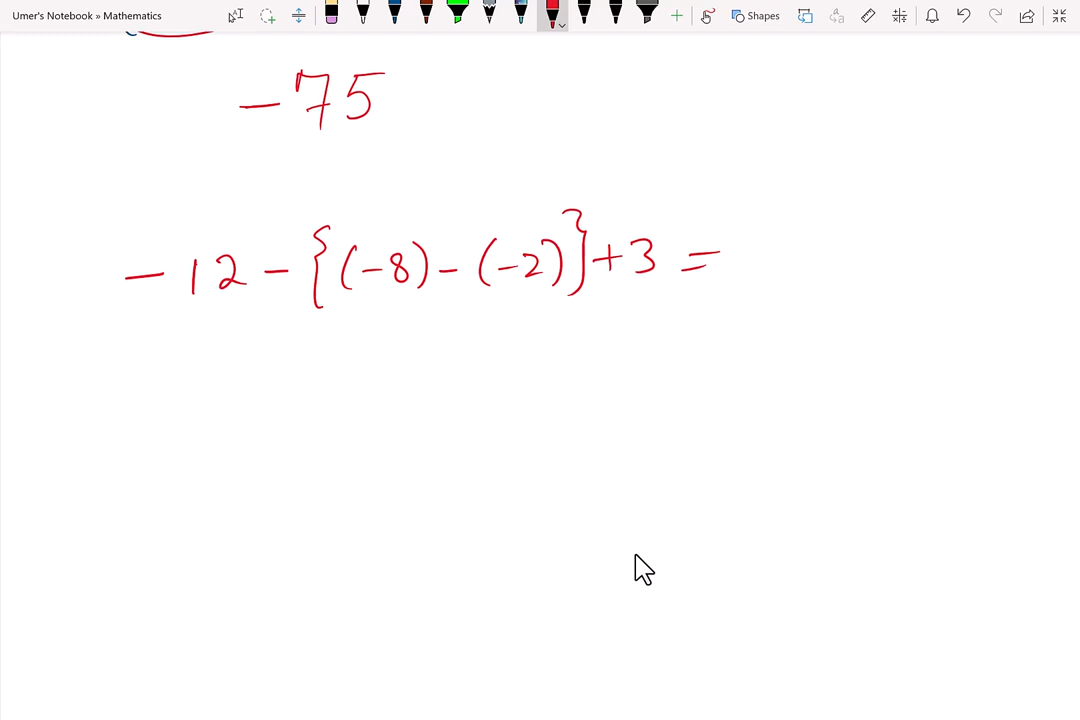 Umer's Notebook » Mathematics
Shapes
-75
-12-{(-8)-(-2)}+3=